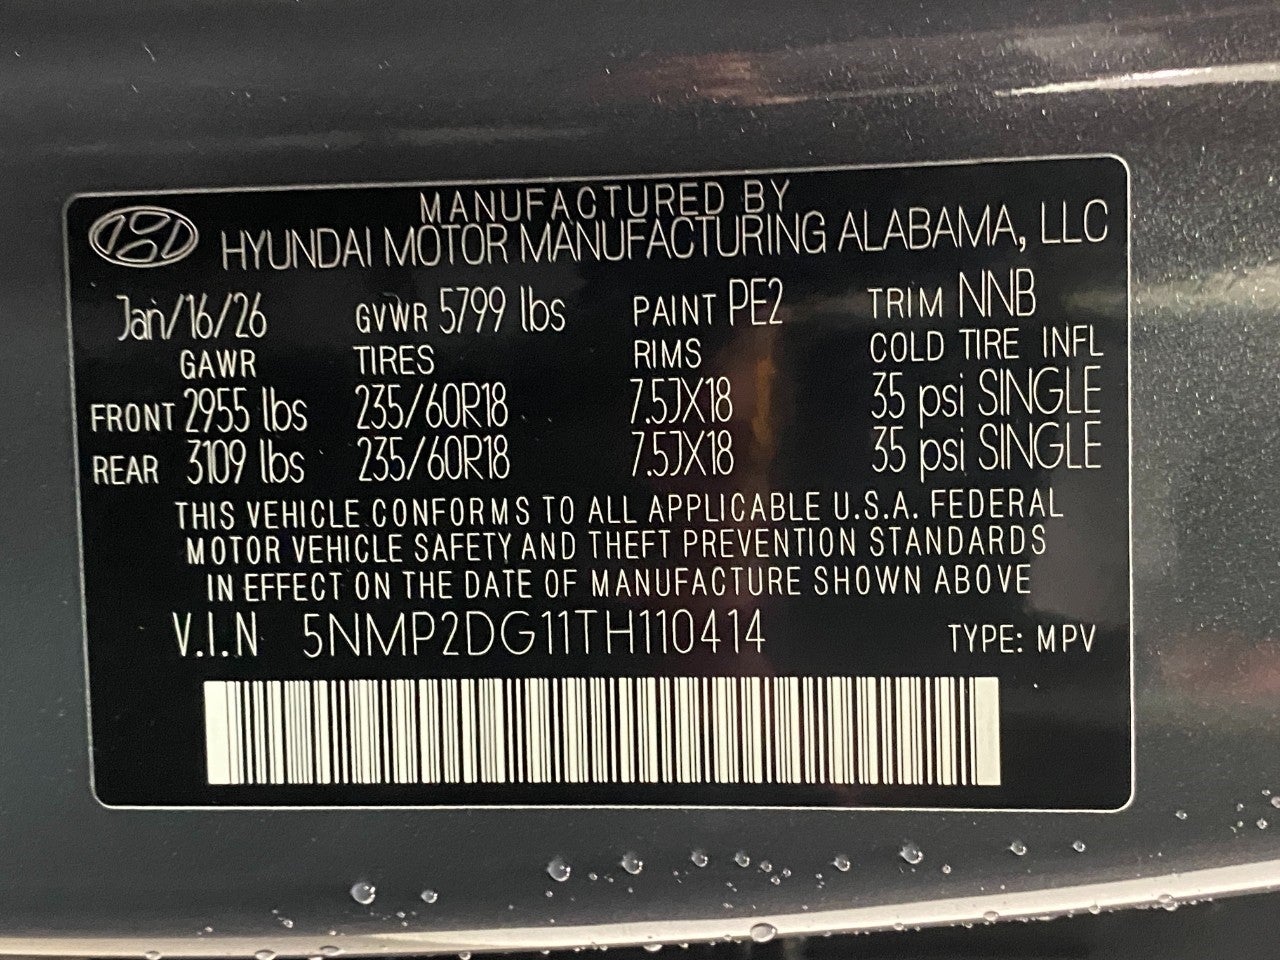 MANUFACTURED BY
HYUNDAI MOTOR MANUFACTURING ALABAMA, LLC
Jan/16/26 GVWR 5799 lbs PAINT PE2 TRIM NNB
GAWR TIRES RIMS COLD TIRE INFL
FRONT 2955 lbs 235/60R18 7.5JX18 35 psi SINGLE
REAR 3109 lbs 235/60R18 7.5JX18 35 psi SINGLE
THIS VEHICLE CONFORMS TO ALL APPLICABLE U.S.A. FEDERAL
MOTOR VEHICLE SAFETY AND THEFT PREVENTION STANDARDS
IN EFFECT ON THE DATE OF MANUFACTURE SHOWN ABOVE
V.I.N 5NMP2DG11TH110414 TYPE: MPV